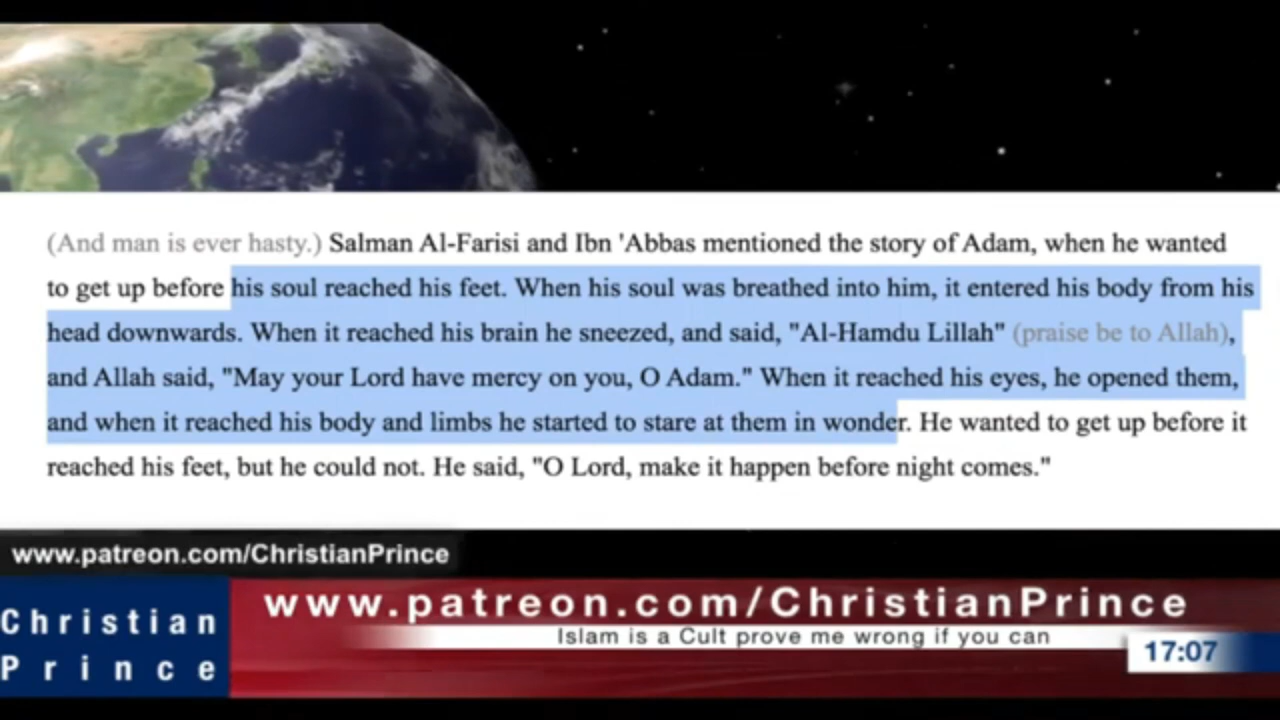 (And man is ever hasty.) Salman Al-Farisi and Ibn 'Abbas mentioned the story of Adam, when he wanted
to get up before his soul reached his feet. When his soul was breathed into him, it entered his body from his
head downwards. When it reached his brain he sneezed, and said, "Al-Hamdu Lillah" (praise be to Allah),
and Allah said, "May your Lord have mercy on you, O Adam." When it reached his eyes, he opened them,
and when it reached his body and limbs he started to stare at them in wonder. He wanted to get up before it
reached his feet, but he could not. He said, "O Lord, make it happen before night comes."
www.patreon.com/ChristianPrince
Christian
Prince
www.patreon.com/ChristianPrince
Islam is a Cult prove me wrong if you can
17:07